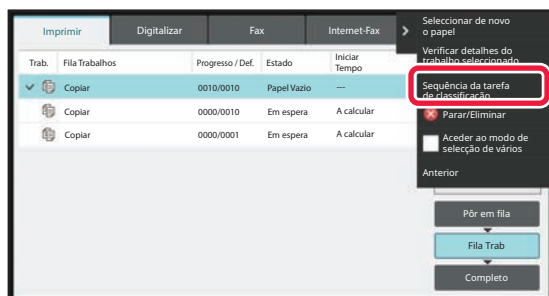 Imprimir
Digitalizar
Fax
Internet-Fax
Trab.
Fila Trabalhos
Progresso / Def.
Estado
Iniciar
Tempo
Copiar
0010/0010
Papel Vazio
---
Copiar
0000/0010
Em espera
A calcular
Copiar
0000/0001
Em espera
A calcular
Seleccionar de novo
o papel
Verificar detalhes do
trabalho seleccionado
Sequência da tarefa
de classificação
Parar/Eliminar
Aceder ao modo de
selecção de vários
Anterior
Pôr em fila
Fila Trab
Completo